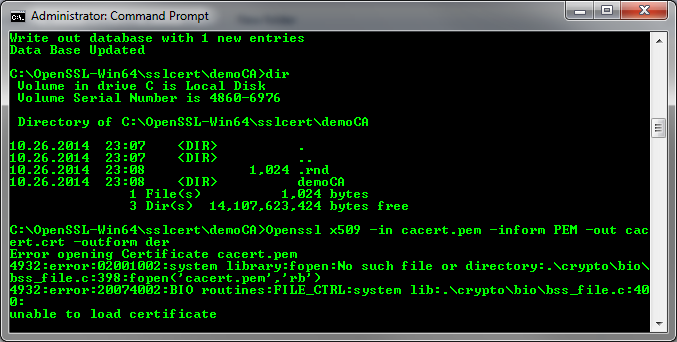 Administrator: Command Prompt
Write out database with 1 new entries
Data Base Updated
C:\OpenSSL-Win64\sslcert\demoCA>dir
Volume in drive C is Local Disk
Volume Serial Number is 4860-6976
Directory of C:\OpenSSL-Win64\sslcert\demoCA
10.26.2014  23:07    <DIR>          .
10.26.2014  23:07    <DIR>          ..
10.26.2014  23:08             1,024 .rnd
10.26.2014  23:08    <DIR>          demoCA
1 File(s)          1,024 bytes
3 Dir(s)  14,107,623,424 bytes free
C:\OpenSSL-Win64\sslcert\demoCA>Openssl x509 -in cacert.pem -inform PEM -out cac
ert.crt -outform der
Error opening Certificate cacert.pem
4932:error:02001002:system library:fopen:No such file or directory:.\crypto\bio\
bss_file.c:398:fopen('cacert.pem','rb')
4932:error:20074002:BIO routines:FILE_CTRL:system lib:.\crypto\bio\bss_file.c:40
0:
unable to load certificate